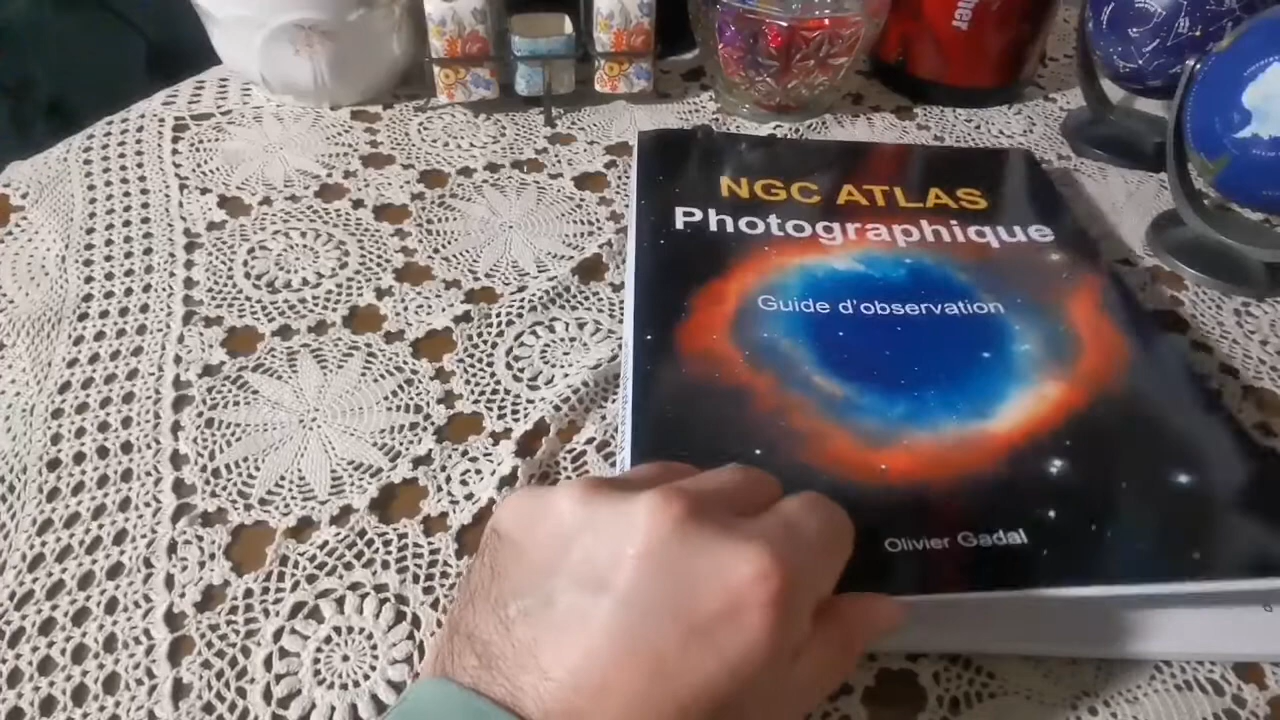 NGC ATLAS
Photographique
Guide d'observation
Olivier Gadal